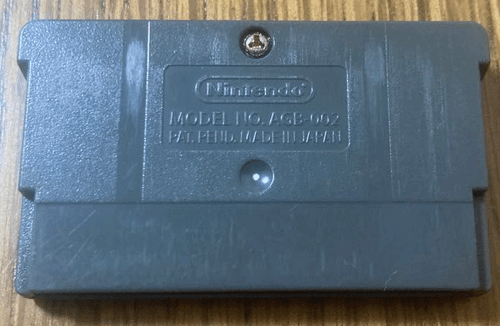 Nintendo
MODEL NO. AGB-002
PAT. PEND. MADE IN JAPAN